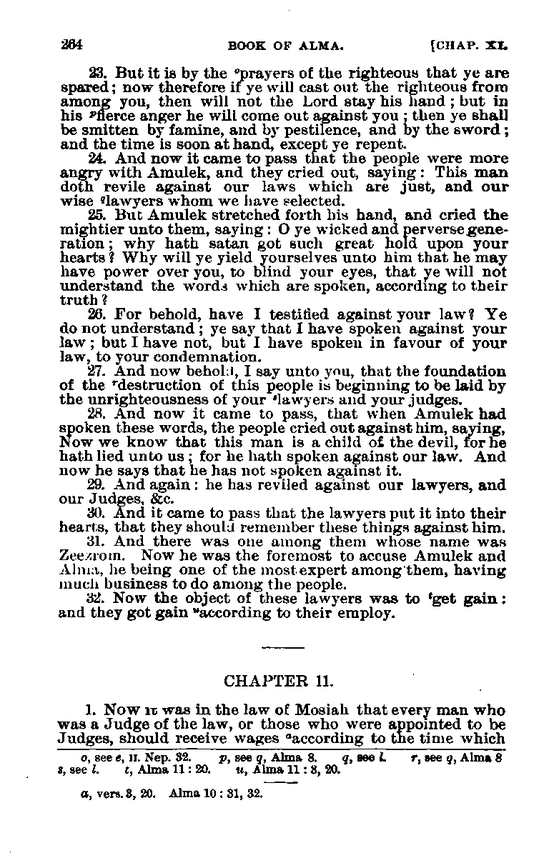 264 BOOK OF ALMA. [CHAP. XI.
23. But it is by the ᵒprayers of the righteous that ye are
spared; now therefore if ye will cast out the righteous from
among you, then will not the Lord stay his hand; but in
his ᵖfierce anger he will come out against you; then ye shall
be smitten by famine, and by pestilence, and by the sword;
and the time is soon at hand, except ye repent.
24. And now it came to pass that the people were more
angry with Amulek, and they cried out, saying: This man
doth revile against our laws which are just, and our
wise qlawyers whom we have selected.
25. But Amulek stretched forth his hand, and cried the
mightier unto them, saying: O ye wicked and perverse gene-
ration; why hath satan got such great hold upon your
hearts? Why will ye yield yourselves unto him that he may
have power over you, to blind your eyes, that ye will not
understand the words which are spoken, according to their
truth?
26. For behold, have I testified against your law? Ye
do not understand; ye say that I have spoken against your
law; but I have not, but I have spoken in favour of your
law, to your condemnation.
27. And now behold, I say unto you, that the foundation
of the ʳdestruction of this people is beginning to be laid by
the unrighteousness of your ˢlawyers and your judges.
28. And now it came to pass, that when Amulek had
spoken these words, the people cried out against him, saying,
Now we know that this man is a child of the devil, for he
hath lied unto us; for he hath spoken against our law. And
now he says that he has not spoken against it.
29. And again: he has reviled against our lawyers, and
our Judges, &c.
30. And it came to pass that the lawyers put it into their
hearts, that they should remember these things against him.
31. And there was one among them whose name was
Zeezrom. Now he was the foremost to accuse Amulek and
Alma, he being one of the most expert among them, having
much business to do among the people.
32. Now the object of these lawyers was to ᵗget gain:
and they got gain ᵘaccording to their employ.
CHAPTER 11.
1. Now it was in the law of Mosiah that every man who
was a Judge of the law, or those who were appointed to be
Judges, should receive wages ᵃaccording to the time which
o, see e, II. Nep. 32. p, see q, Alma 8. q, see l. r, see q, Alma 8
s, see l. t, Alma 11: 20. u, Alma 11: 3, 20.
a, vers. 3, 20. Alma 10: 31, 32.